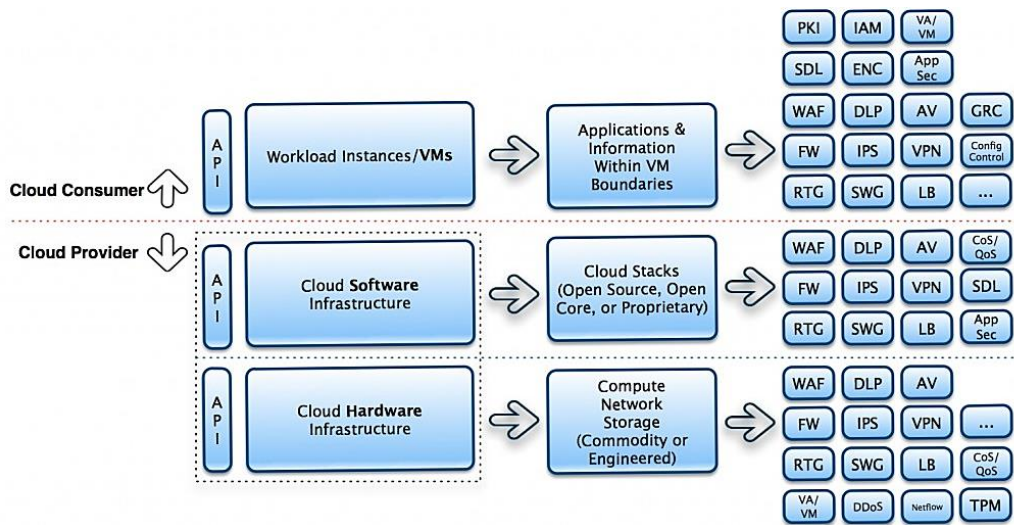 PKI
IAM
VA/
VM
SDL
ENC
App
Sec
WAF
DLP
AV
GRC
FW
IPS
VPN
Config
Control
RTG
SWG
LB
...
A
P
I
Workload Instances/VMs
Applications &
Information
Within VM
Boundaries
Cloud Consumer
Cloud Provider
A
P
I
Cloud Software
Infrastructure
Cloud Stacks
(Open Source, Open
Core, or Proprietary)
WAF
DLP
AV
CoS/
QoS
FW
IPS
VPN
SDL
RTG
SWG
LB
App
Sec
A
P
I
Cloud Hardware
Infrastructure
Compute
Network
Storage
(Commodity or
Engineered)
WAF
DLP
AV
FW
IPS
VPN
...
RTG
SWG
LB
CoS/
QoS
VA/
VM
DDoS
Netflow
TPM